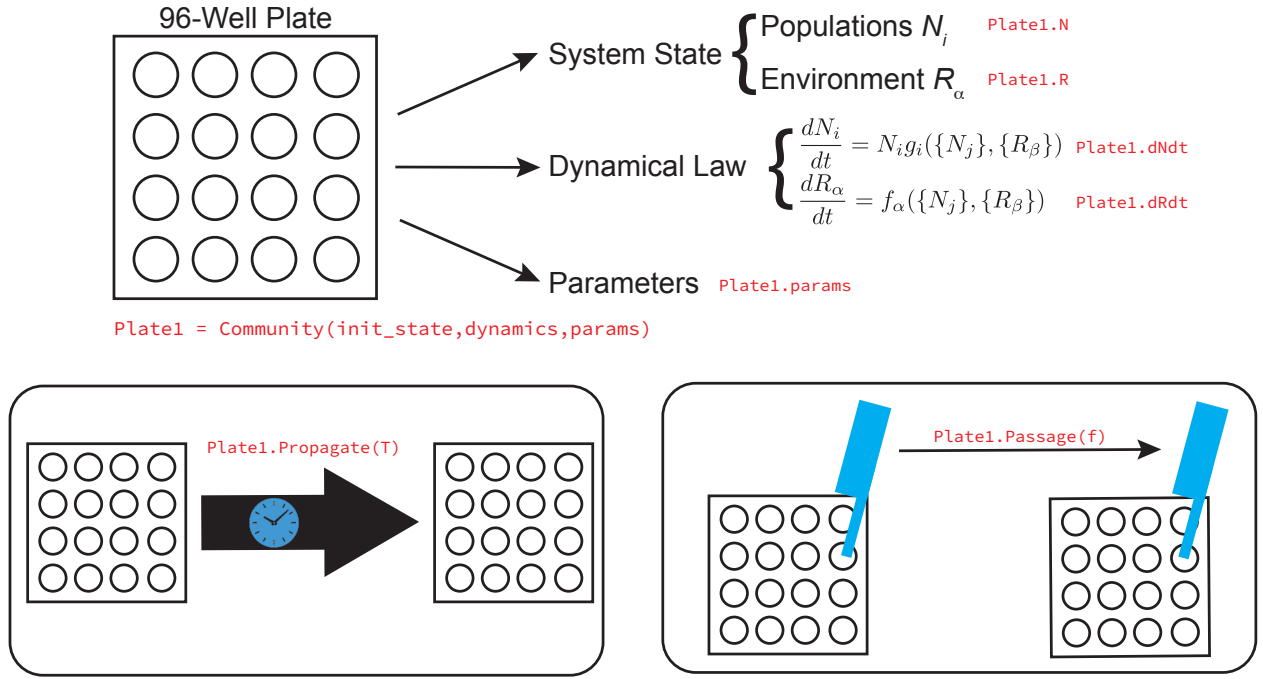 96-Well Plate
System State { Populations N_i Plate1.N
Environment R_α Plate1.R
Dynamical Law { dN_i/dt = N_i g_i({N_j}, {R_β}) Plate1.dNdt
dR_α/dt = f_α({N_j}, {R_β}) Plate1.dRdt
Parameters Plate1.params
Plate1 = Community(init_state,dynamics,params)
Plate1.Propagate(T)
Plate1.Passage(f)